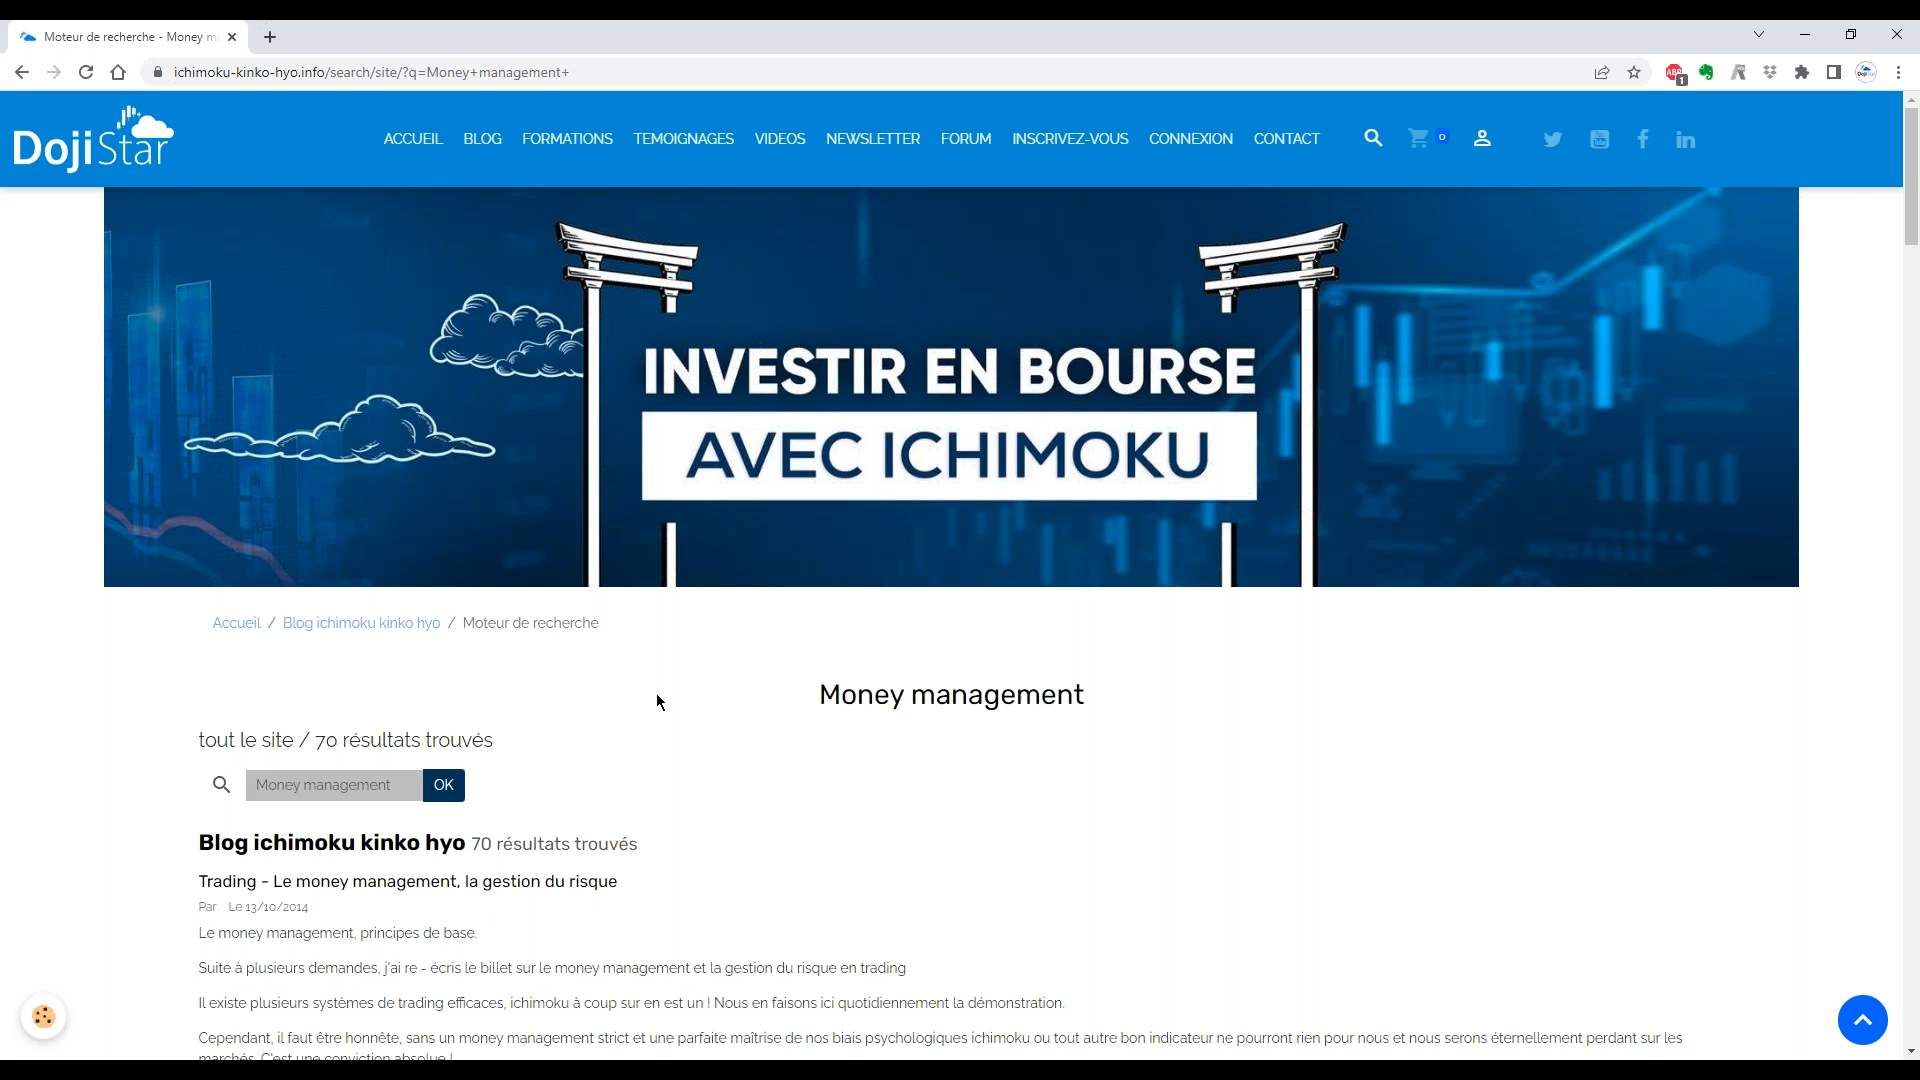 Moteur de recherche - Money m
ichimoku-kinko-hyo.info/search/site/?q=Money+management+
ABP 1
DojiStar
ACCUEIL BLOG FORMATIONS TEMOIGNAGES VIDEOS NEWSLETTER FORUM INSCRIVEZ-VOUS CONNEXION CONTACT 0
INVESTIR EN BOURSE
AVEC ICHIMOKU
Accueil / Blog ichimoku kinko hyo / Moteur de recherche
Money management
tout le site / 70 résultats trouvés
Money management OK
Blog ichimoku kinko hyo 70 résultats trouvés
Trading - Le money management, la gestion du risque
Par Le 13/10/2014
Le money management, principes de base.
Suite à plusieurs demandes, j'ai re - écris le billet sur le money management et la gestion du risque en trading
Il existe plusieurs systèmes de trading efficaces, ichimoku à coup sur en est un ! Nous en faisons ici quotidiennement la démonstration.
Cependant, il faut être honnête, sans un money management strict et une parfaite maîtrise de nos biais psychologiques ichimoku ou tout autre bon indicateur ne pourront rien pour nous et nous serons éternellement perdant sur les
marchés. C'est une conviction absolue !